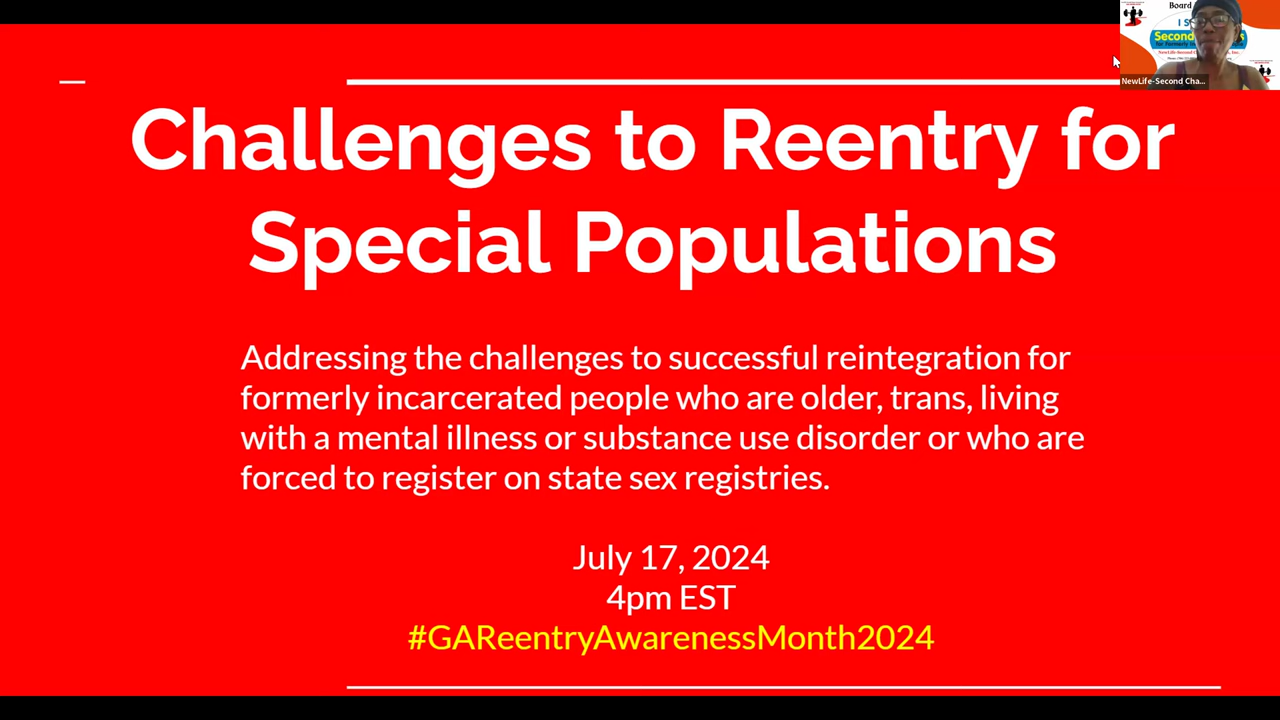 Challenges to Reentry for
Special Populations
Addressing the challenges to successful reintegration for
formerly incarcerated people who are older, trans, living
with a mental illness or substance use disorder or who are
forced to register on state sex registries.
July 17, 2024
4pm EST
#GAReentryAwarenessMonth2024
Board
Second
NewLife-Second Cha...